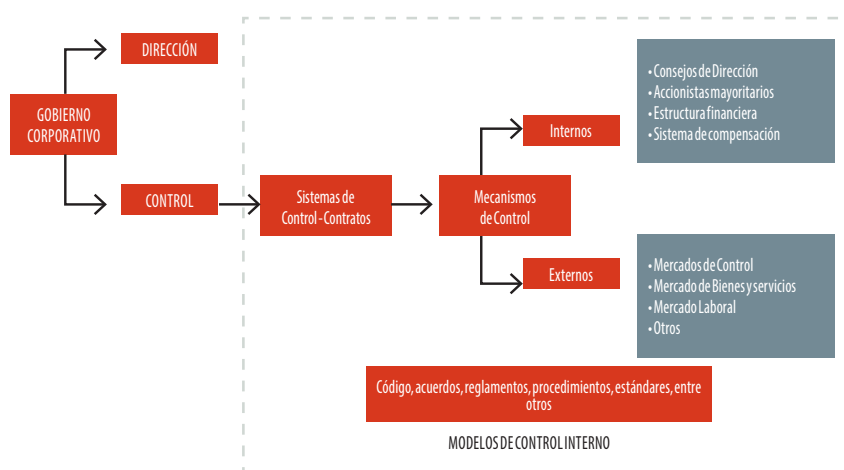 GOBIERNO
CORPORATIVO
DIRECCIÓN
CONTROL
Sistemas de
Control - Contratos
Mecanismos
de Control
Internos
• Consejos de Dirección
• Accionistas mayoritarios
• Estructura financiera
• Sistema de compensación
Externos
• Mercados de Control
• Mercado de Bienes y servicios
• Mercado Laboral
• Otros
Código, acuerdos, reglamentos, procedimientos, estándares, entre
otros
MODELOS DE CONTROL INTERNO